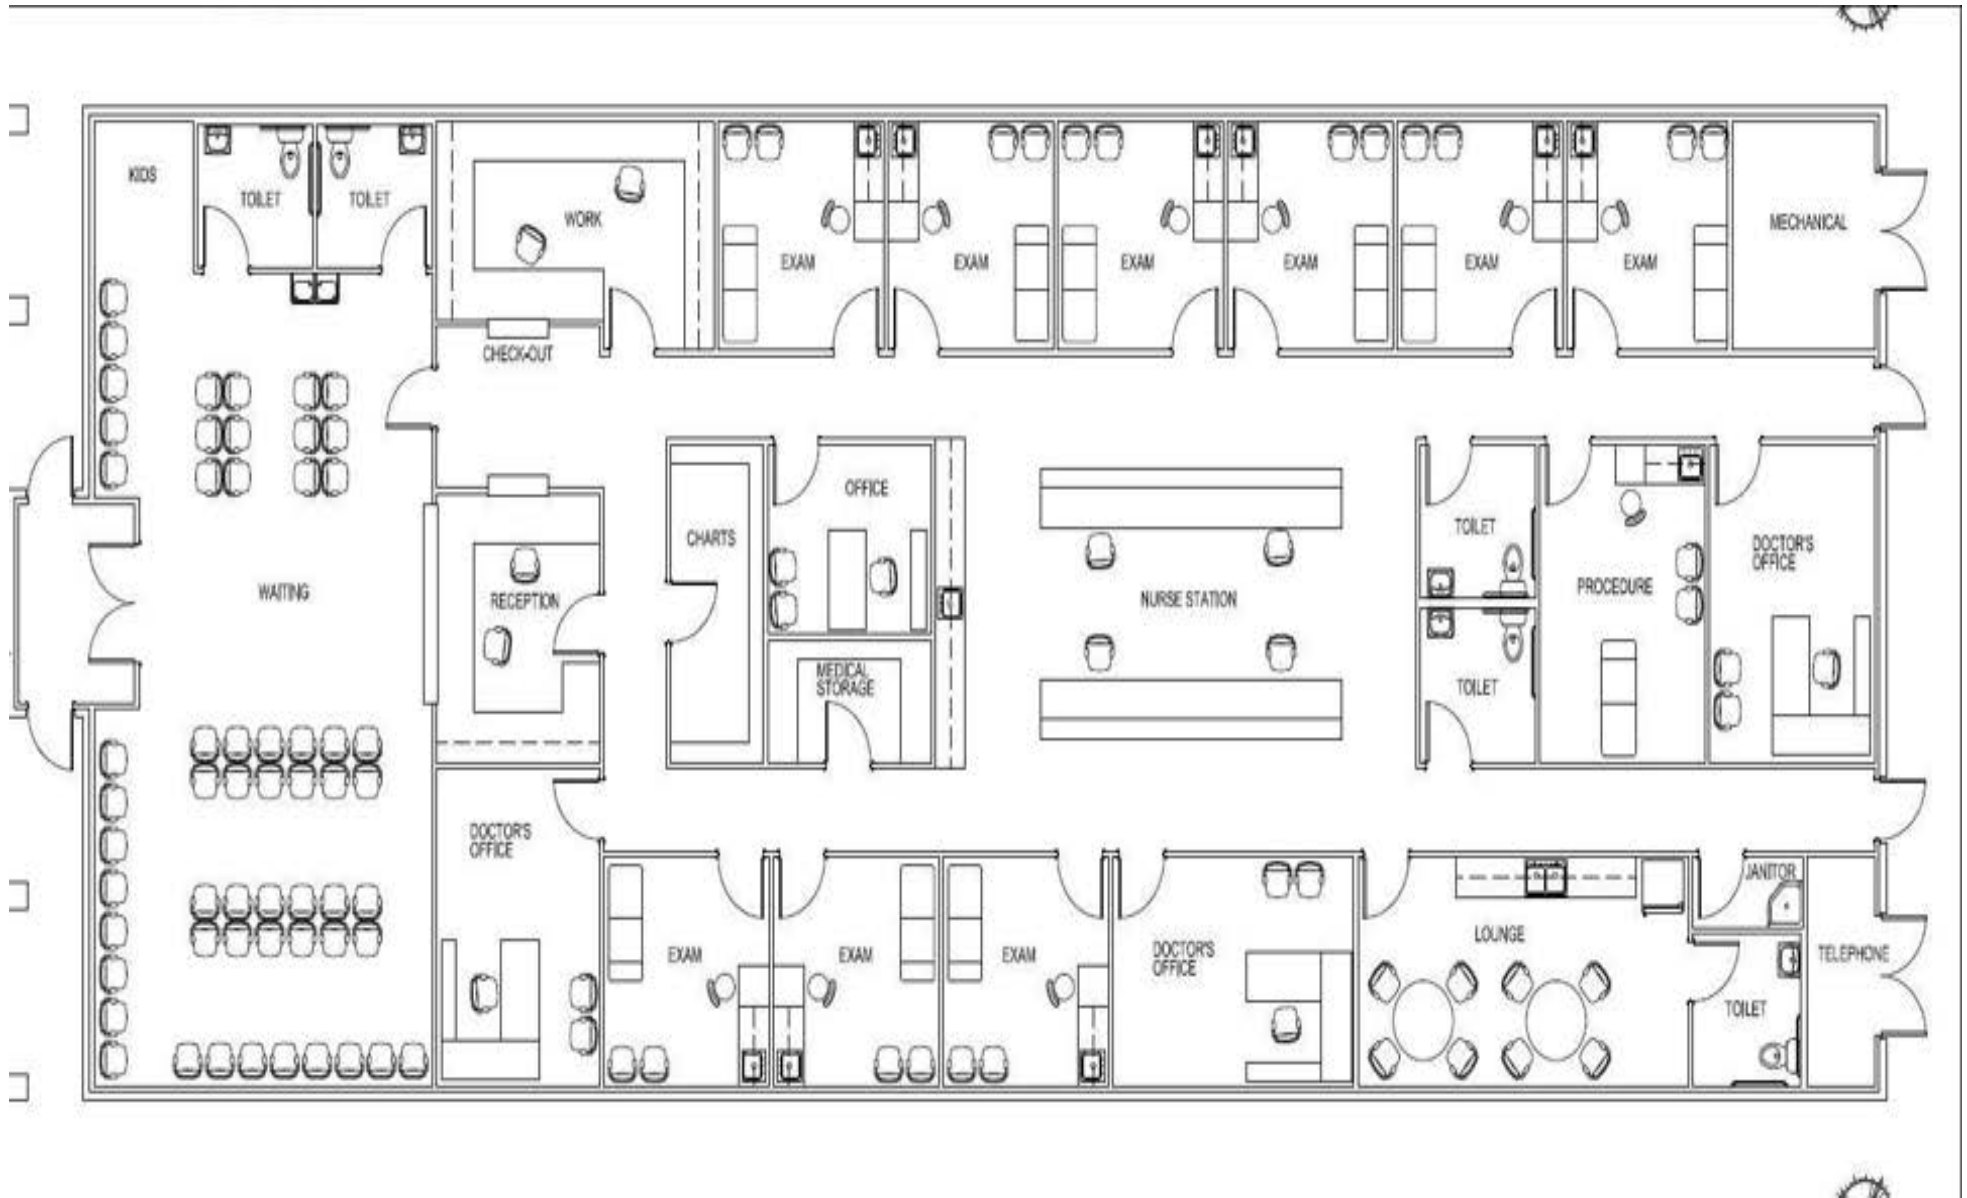 KIDS
TOILET
TOILET
WORK
EXAM
EXAM
EXAM
EXAM
EXAM
EXAM
MECHANICAL
CHECK-OUT
OFFICE
CHARTS
WAITING
RECEPTION
NURSE STATION
TOILET
PROCEDURE
DOCTOR'S
OFFICE
MEDICAL
STORAGE
TOILET
DOCTOR'S
OFFICE
EXAM
EXAM
EXAM
DOCTOR'S
OFFICE
LOUNGE
JANITOR
TOILET
TELEPHONE